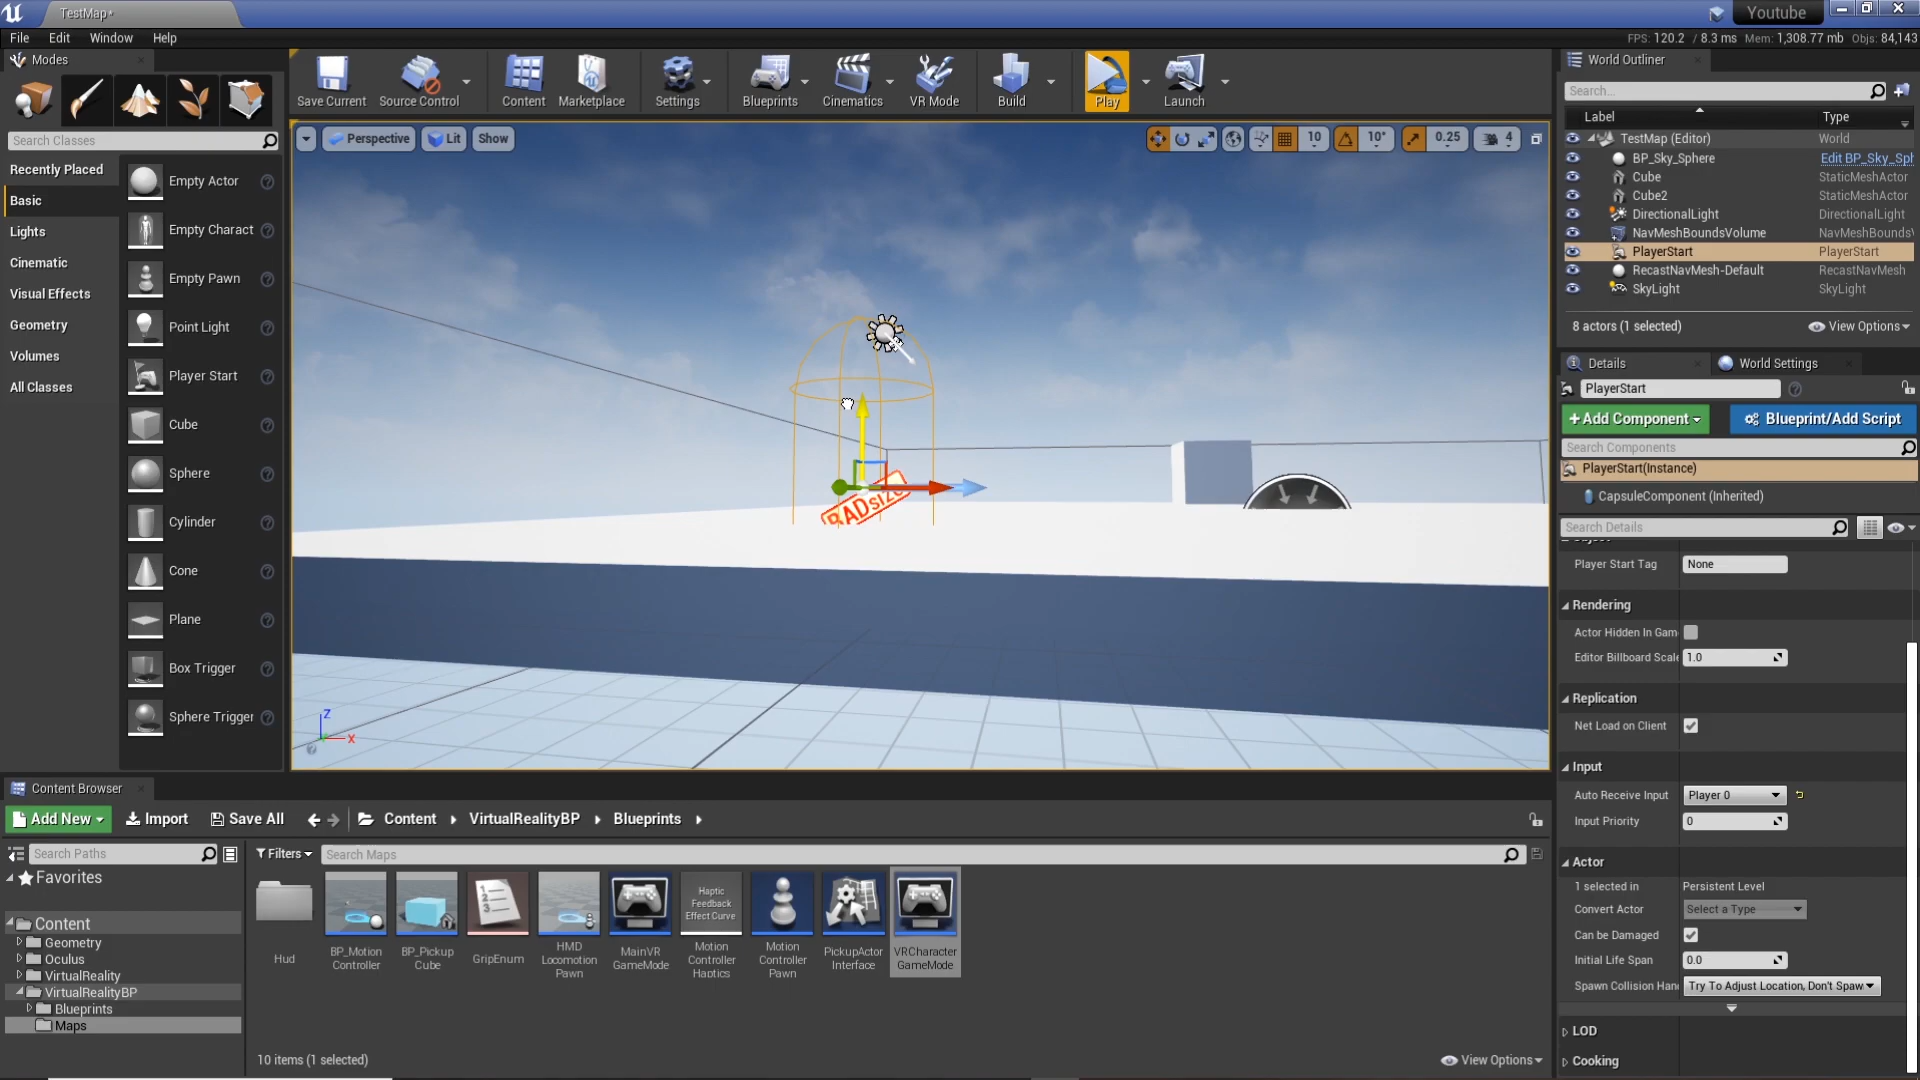 TestMap*
Youtube
File Edit Window Help
FPS: 120.2 / 8.3 ms Mem: 1,308.77 mb Objs: 84,143
Modes
Save Current
Source Control
Content
Marketplace
Settings
Blueprints
Cinematics
VR Mode
Build
Play
Launch
Search Classes
Recently Placed
Basic
Lights
Cinematic
Visual Effects
Geometry
Volumes
All Classes
Empty Actor
Empty Charact
Empty Pawn
Point Light
Player Start
Cube
Sphere
Cylinder
Cone
Plane
Box Trigger
Sphere Trigger
Perspective Lit Show
10 10° 0.25 4
BADsize
Z
X
World Outliner
Search...
Label Type
TestMap (Editor) World
BP_Sky_Sphere Edit BP_Sky_Sph
Cube StaticMeshActor
Cube2 StaticMeshActor
DirectionalLight DirectionalLight
NavMeshBoundsVolume NavMeshBoundsV
PlayerStart PlayerStart
RecastNavMesh-Default RecastNavMesh
SkyLight SkyLight
8 actors (1 selected) View Options
Details World Settings
PlayerStart
+Add Component Blueprint/Add Script
Search Components
PlayerStart(Instance)
CapsuleComponent (Inherited)
Search Details
Object
Player Start Tag None
Rendering
Actor Hidden In Gam
Editor Billboard Scale 1.0
Replication
Net Load on Client
Input
Auto Receive Input Player 0
Input Priority 0
Actor
1 selected in Persistent Level
Convert Actor Select a Type
Can be Damaged
Initial Life Span 0.0
Spawn Collision Han Try To Adjust Location, Don't Spaw
LOD
Cooking
Content Browser
Add New Import Save All Content VirtualRealityBP Blueprints
Search Paths
Filters Search Maps
Favorites
Content
Geometry
Oculus
VirtualReality
VirtualRealityBP
Blueprints
Maps
Hud
BP_Motion
Controller
BP_Pickup
Cube
GripEnum
HMD
Locomotion
Pawn
MainVR
GameMode
Haptic
Feedback
Effect Curve
Motion
Controller
Haptics
Motion
Controller
Pawn
PickupActor
Interface
VRCharacter
GameMode
10 items (1 selected) View Options